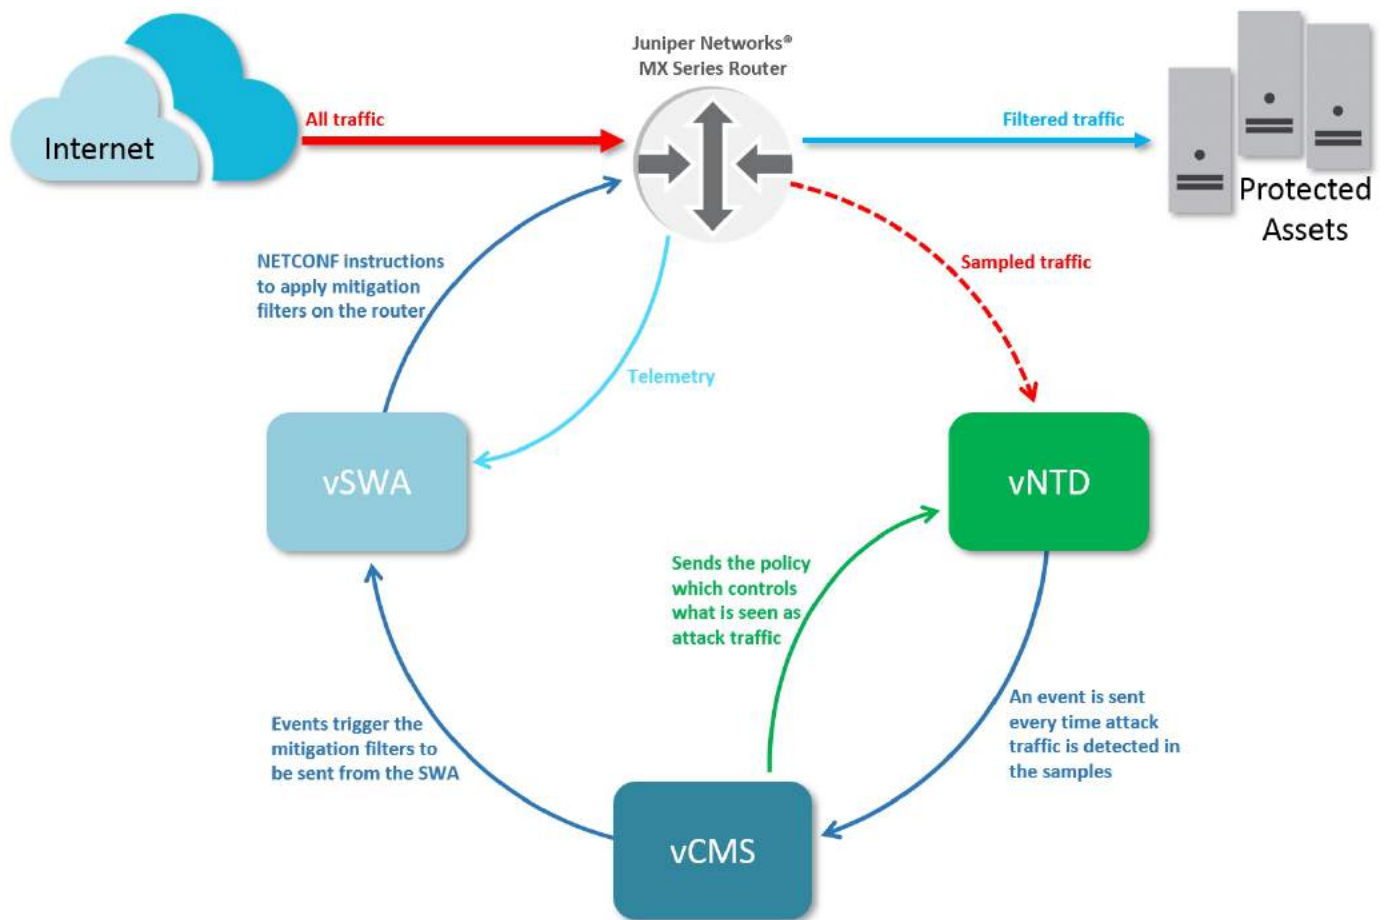 Juniper Networks®
MX Series Router
All traffic
Filtered traffic
Internet
Protected
Assets
NETCONF instructions
to apply mitigation
filters on the router
Sampled traffic
Telemetry
vSWA
vNTD
Sends the policy
which controls
what is seen as
attack traffic
An event is sent
every time attack
traffic is detected in
the samples
Events trigger the
mitigation filters to
be sent from the SWA
vCMS